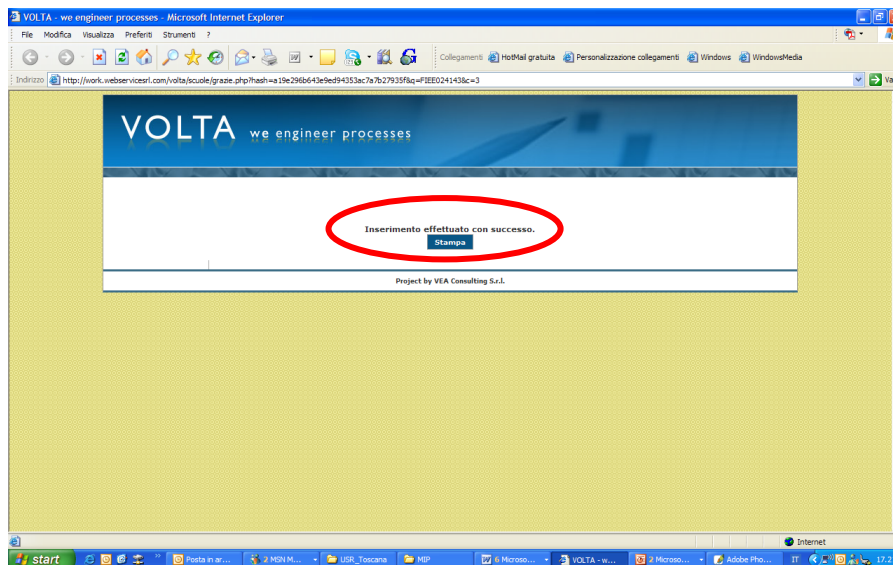 VOLTA - we engineer processes - Microsoft Internet Explorer
File Modifica Visualizza Preferiti Strumenti ?
Collegamenti HotMail gratuita Personalizzazione collegamenti Windows WindowsMedia
Indirizzo http://work.webservicesrl.com/volta/scuole/grazie.php?hash=a19e296b643e9ed94353ac7a7b27935f&q=FIEE024143&c=3 Va
VOLTA we engineer processes
Inserimento effettuato con successo.
Stampa
Project by VEA Consulting S.r.l.
Internet
start Posta in ar... 2 MSN M... USR_Toscana MIP 6 Microso... VOLTA - w... 2 Microso... Adobe Pho... IT 17.2